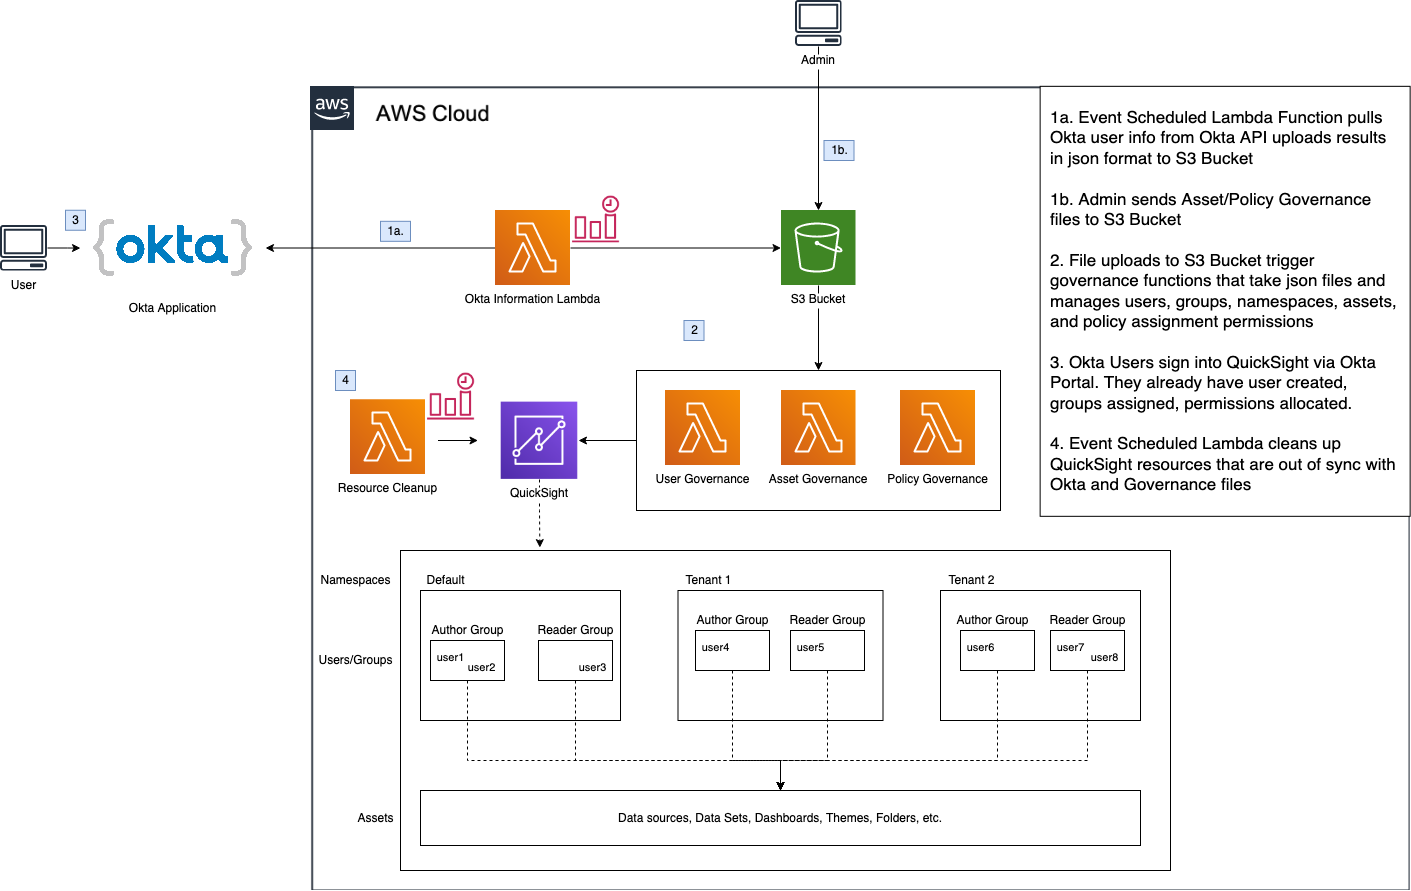 Admin
aws
AWS Cloud
1b.
1a. Event Scheduled Lambda Function pulls
Okta user info from Okta API uploads results
in json format to S3 Bucket
1b. Admin sends Asset/Policy Governance
files to S3 Bucket
2. File uploads to S3 Bucket trigger
governance functions that take json files and
manages users, groups, namespaces, assets,
and policy assignment permissions
3. Okta Users sign into QuickSight via Okta
Portal. They already have user created,
groups assigned, permissions allocated.
4. Event Scheduled Lambda cleans up
QuickSight resources that are out of sync with
Okta and Governance files
3
{okta}
User
Okta Application
1a.
Okta Information Lambda
S3 Bucket
2
4
Resource Cleanup
QuickSight
User Governance
Asset Governance
Policy Governance
Namespaces
Default
Tenant 1
Tenant 2
Users/Groups
Author Group
user1
user2
Reader Group
user3
Author Group
user4
Reader Group
user5
Author Group
user6
Reader Group
user7
user8
Assets
Data sources, Data Sets, Dashboards, Themes, Folders, etc.